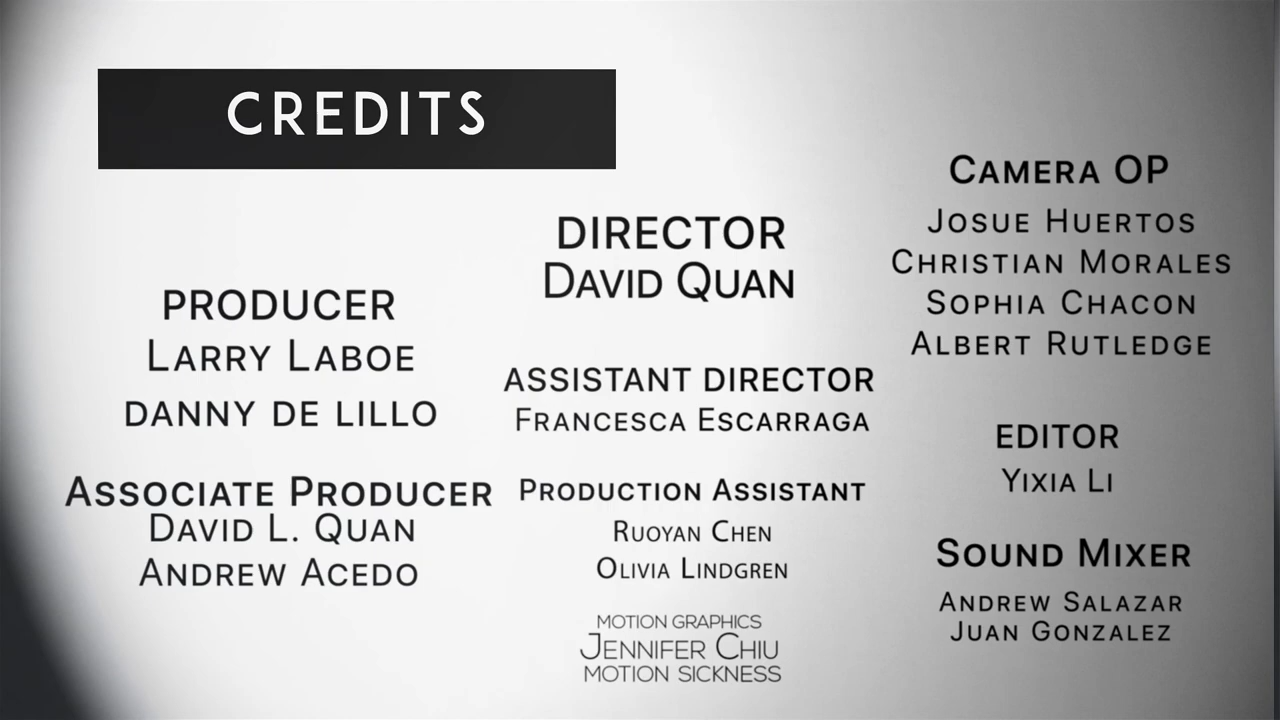 CREDITS
PRODUCER
LARRY LABOE
DANNY DE LILLO
ASSOCIATE PRODUCER
DAVID L. QUAN
ANDREW ACEDO
DIRECTOR
DAVID QUAN
ASSISTANT DIRECTOR
FRANCESCA ESCARRAGA
PRODUCTION ASSISTANT
RUOYAN CHEN
OLIVIA LINDGREN
MOTION GRAPHICS
JENNIFER CHIU
MOTION SICKNESS
CAMERA OP
JOSUE HUERTOS
CHRISTIAN MORALES
SOPHIA CHACON
ALBERT RUTLEDGE
EDITOR
YIXIA LI
SOUND MIXER
ANDREW SALAZAR
JUAN GONZALEZ